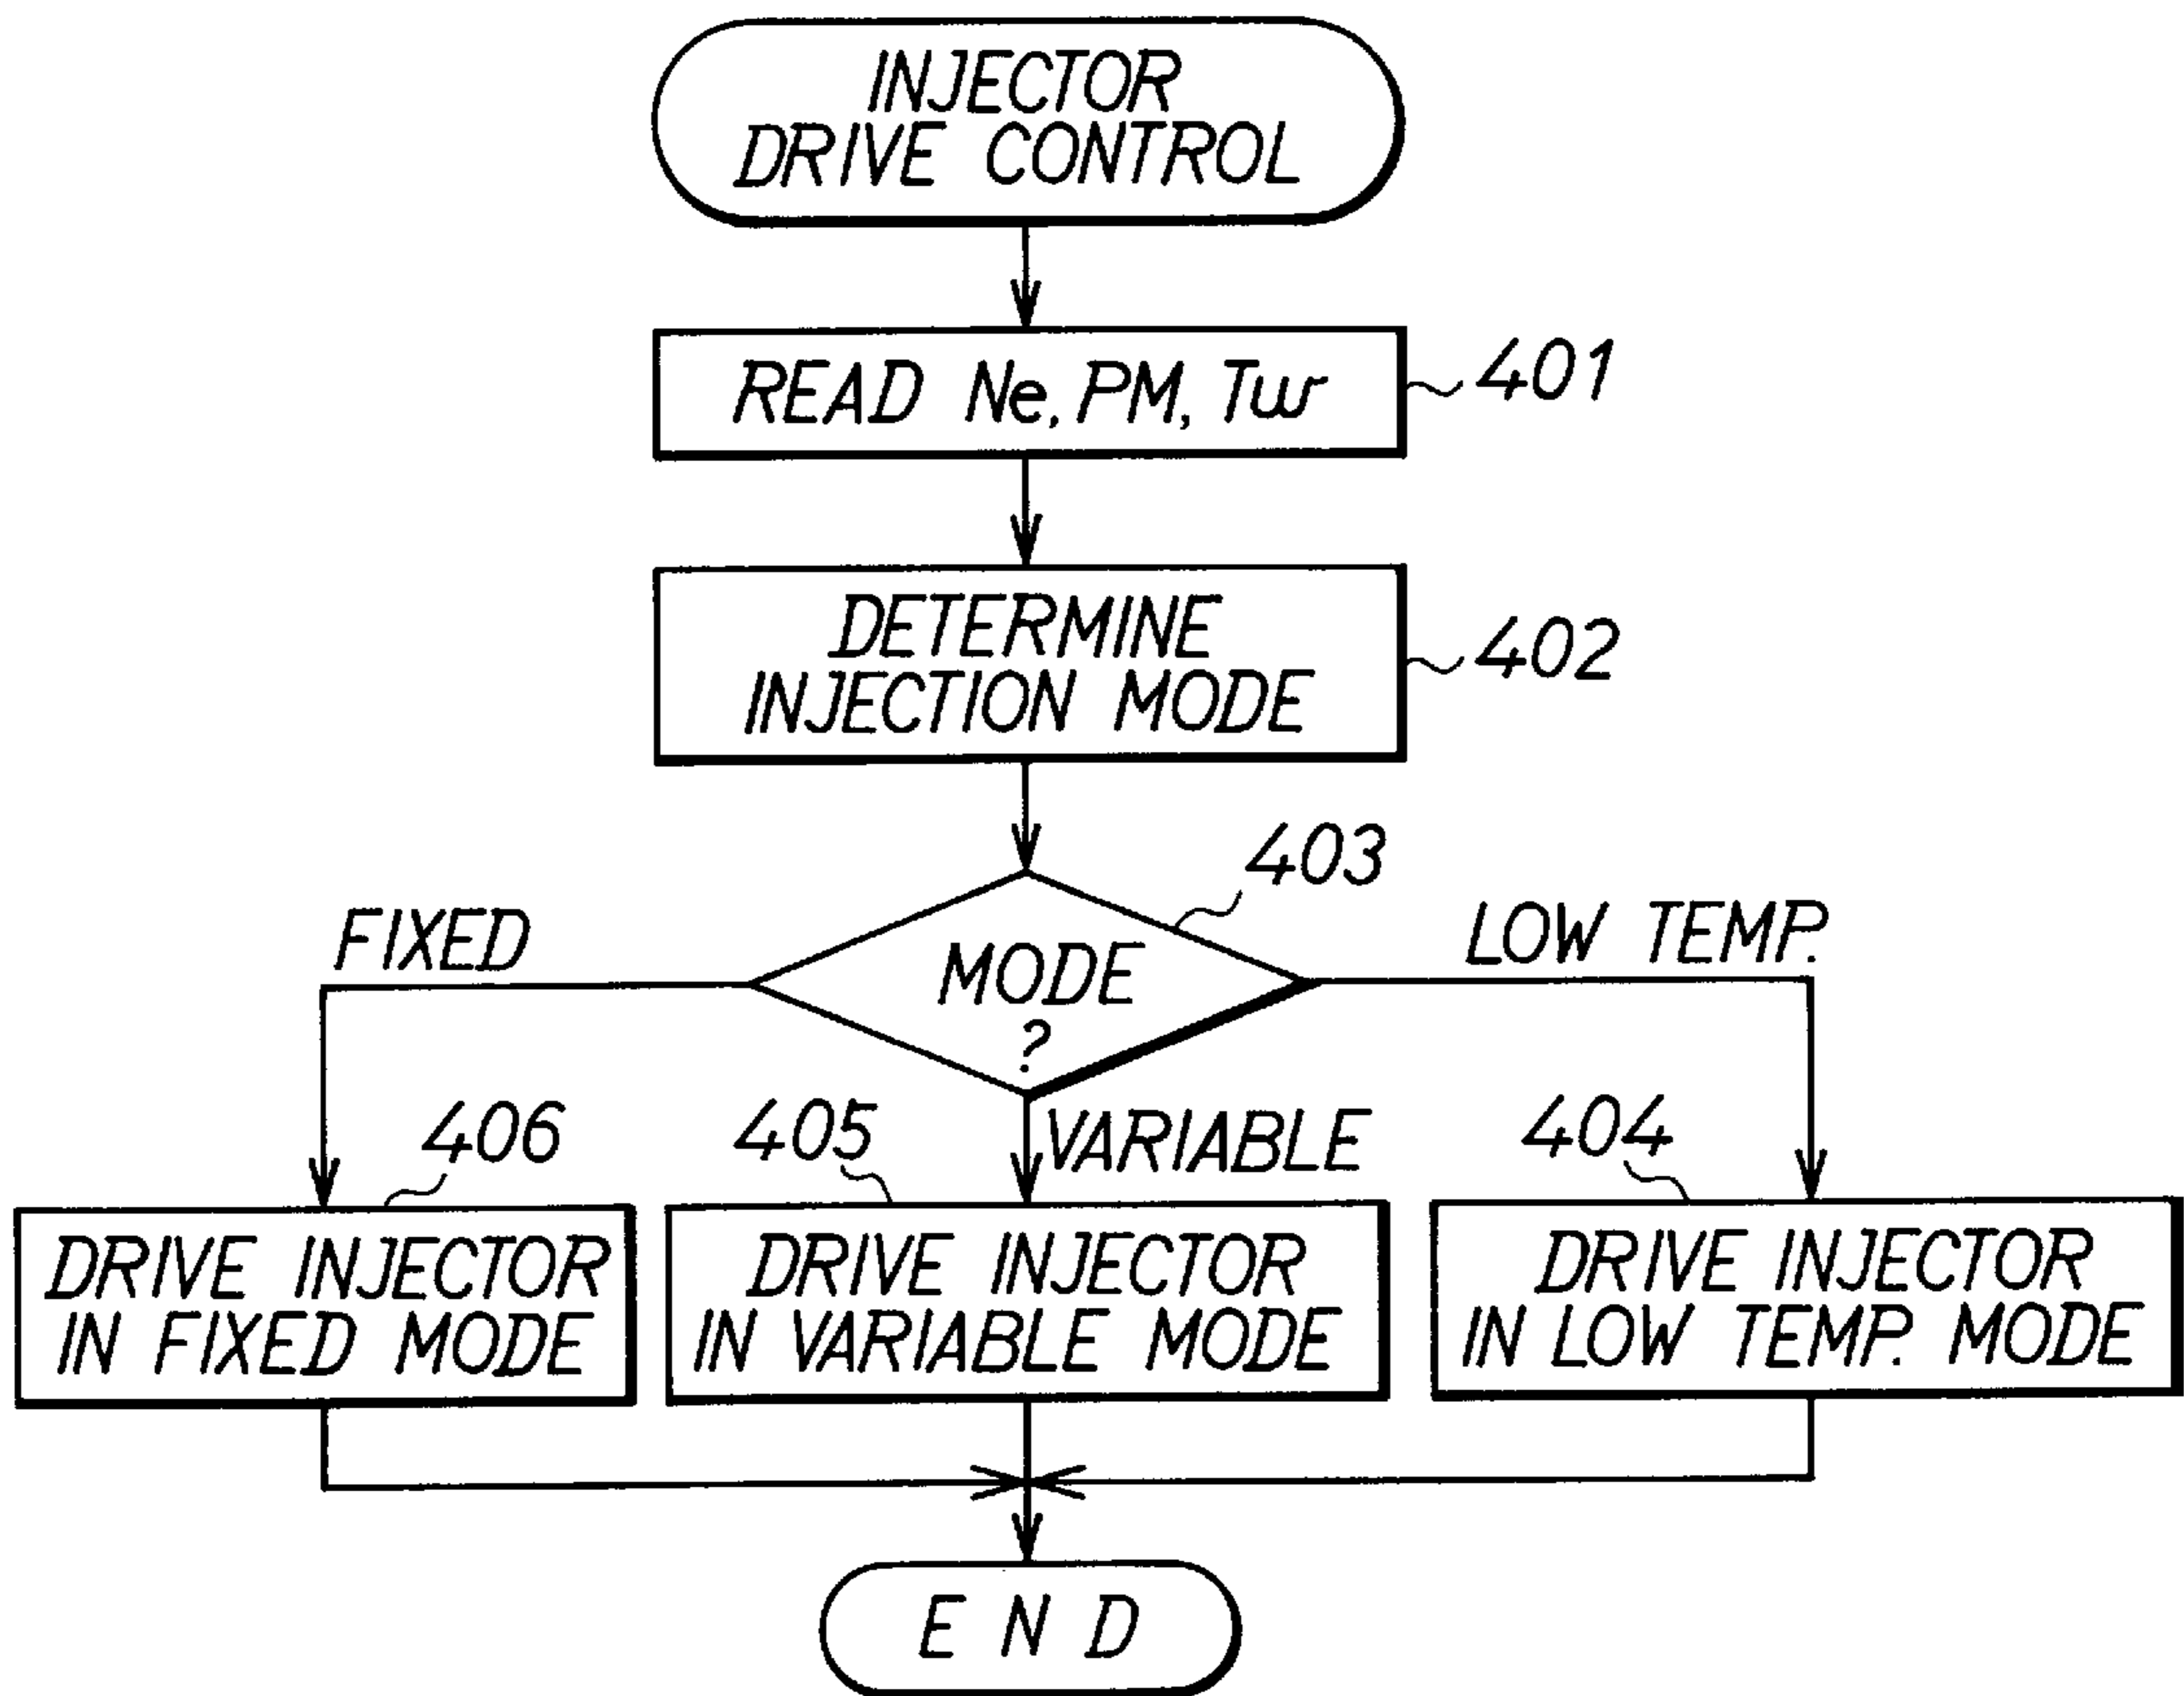 INJECTOR
DRIVE CONTROL
READ Ne, PM, Tw
401
DETERMINE
INJECTION MODE
402
403
FIXED
MODE
?
LOW TEMP.
VARIABLE
406
DRIVE INJECTOR
IN FIXED MODE
405
DRIVE INJECTOR
IN VARIABLE MODE
404
DRIVE INJECTOR
IN LOW TEMP. MODE
END